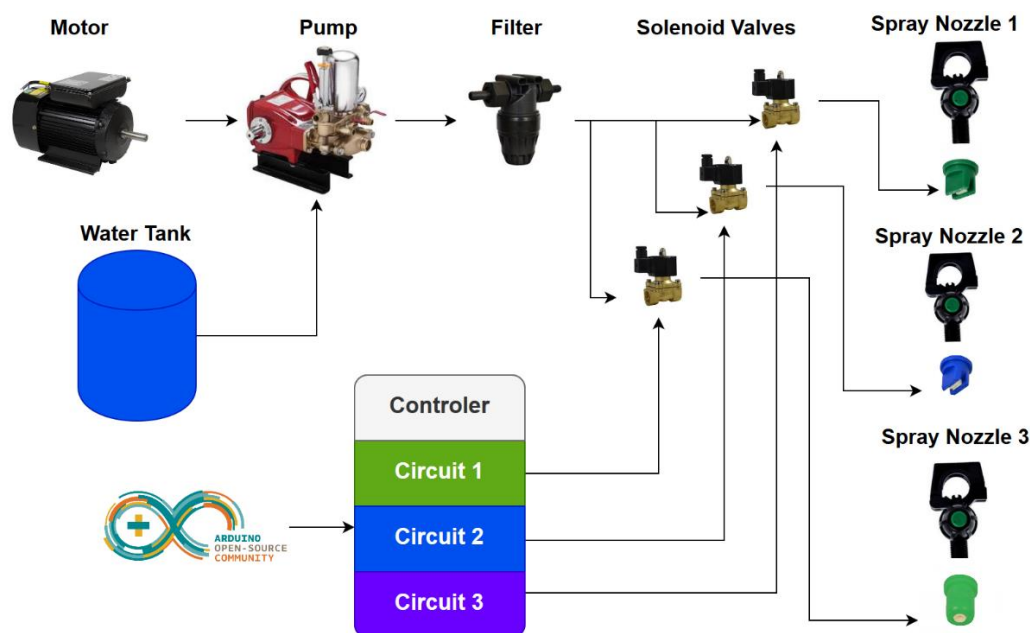 Motor
Pump
Filter
Solenoid Valves
Spray Nozzle 1
Water Tank
Spray Nozzle 2
Controler
Circuit 1
Circuit 2
Circuit 3
Spray Nozzle 3
ARDUINO
OPEN-SOURCE
COMMUNITY